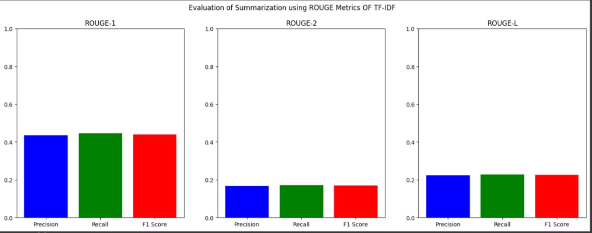 Evaluation of Summarization using ROUGE Metrics OF TF-IDF
ROUGE-1
1.0
0.8
0.6
0.4
0.2
0.0
Precision Recall F1 Score
ROUGE-2
1.0
0.8
0.6
0.4
0.2
0.0
Precision Recall F1 Score
ROUGE-L
1.0
0.8
0.6
0.4
0.2
0.0
Precision Recall F1 Score